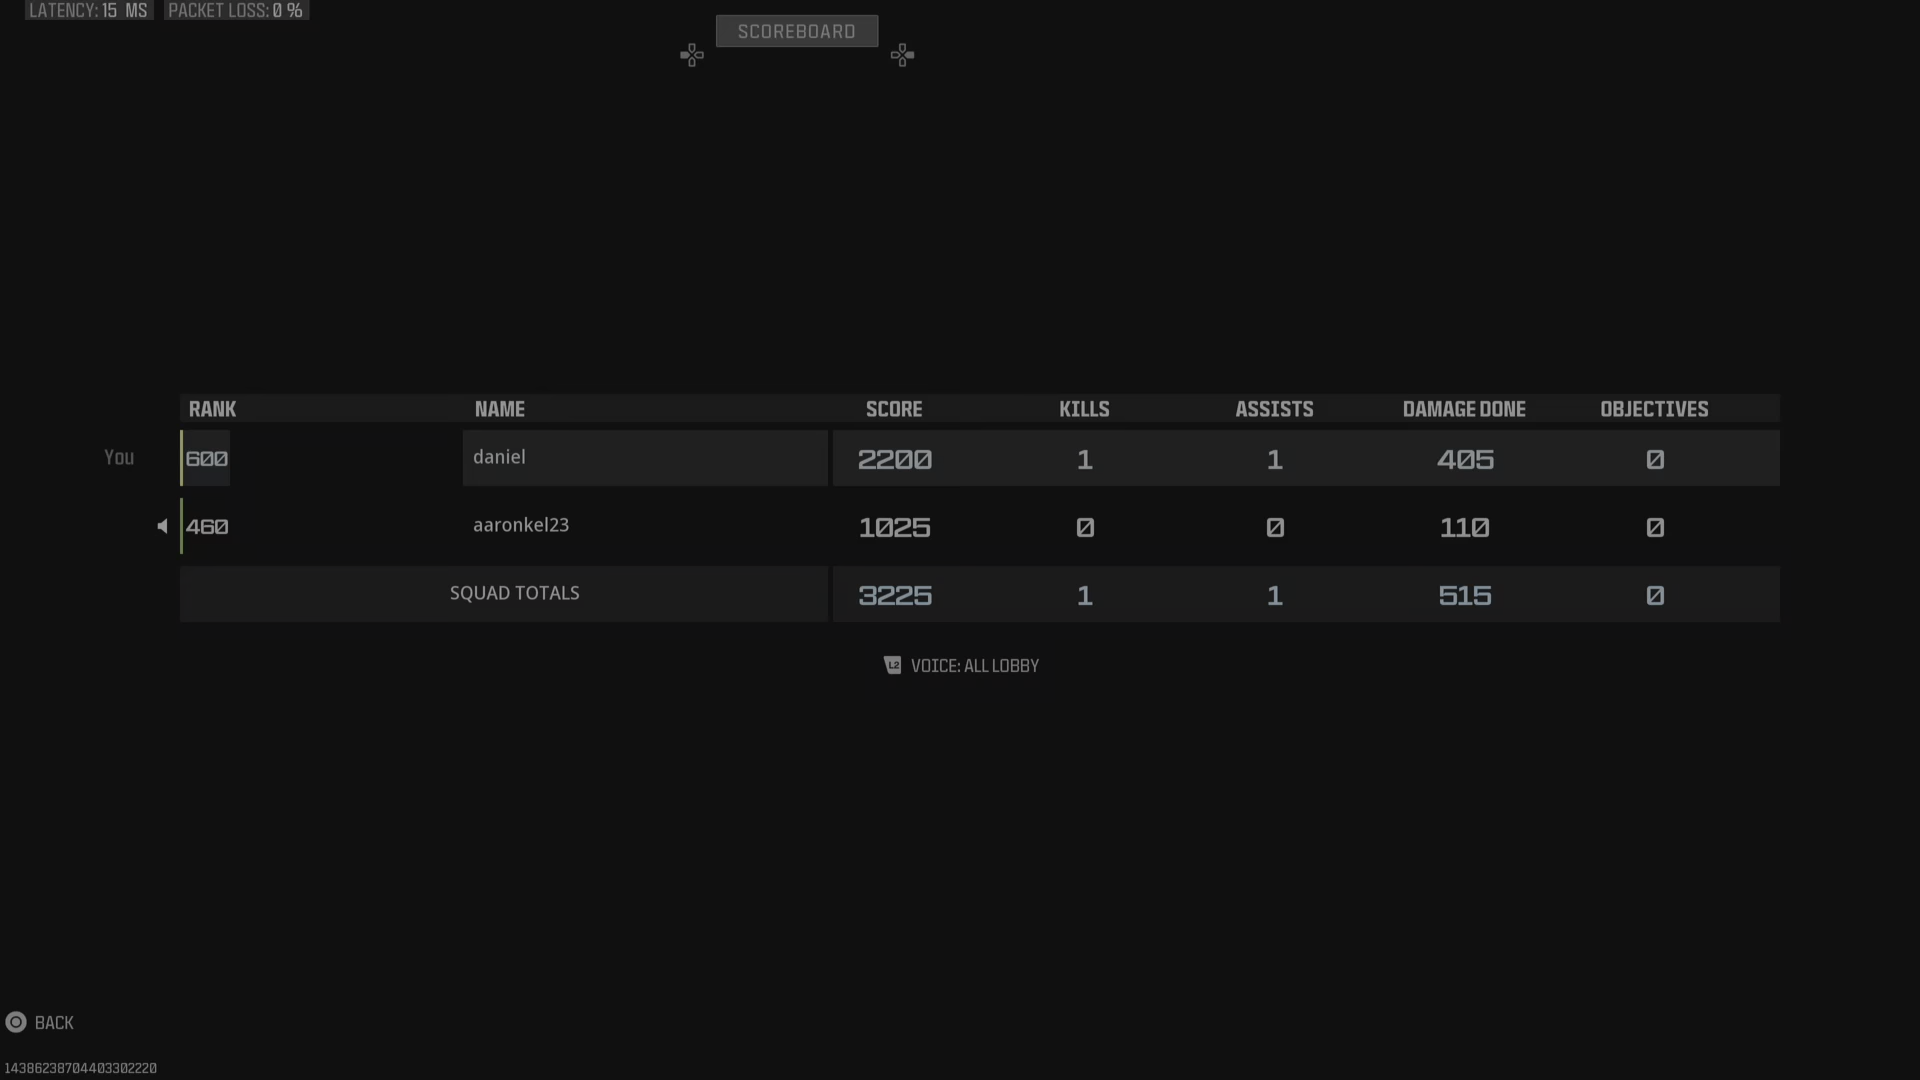 LATENCY: 15 MS PACKET LOSS: 0 %
SCOREBOARD
RANK NAME SCORE KILLS ASSISTS DAMAGE DONE OBJECTIVES
You 600 daniel 2200 1 1 405 0
460 aaronkel23 1025 0 0 110 0
SQUAD TOTALS 3225 1 1 515 0
L2 VOICE: ALL LOBBY
BACK
14386238704403302220